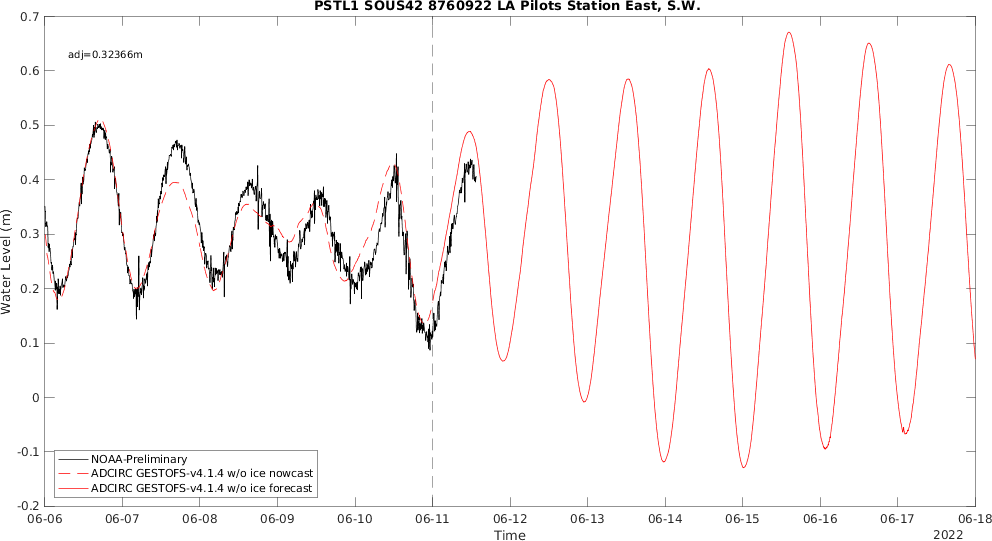 PSTL1 SOUS42 8760922 LA Pilots Station East, S.W.
0.7
adj=0.32366m
0.6
0.5
0.4
0.3
0.2
0.1
0
-0.1
-0.2
Water Level (m)
NOAA-Preliminary
ADCIRC GESTOFS-v4.1.4 w/o ice nowcast
ADCIRC GESTOFS-v4.1.4 w/o ice forecast
06-06 06-07 06-08 06-09 06-10 06-11 06-12 06-13 06-14 06-15 06-16 06-17 06-18
Time
2022